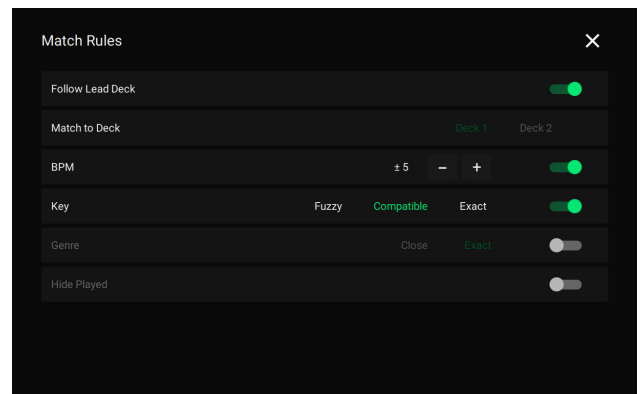 Match Rules
Follow Lead Deck
Match to Deck Deck 1 Deck 2
BPM ± 5 − +
Key Fuzzy Compatible Exact
Genre Close Exact
Hide Played